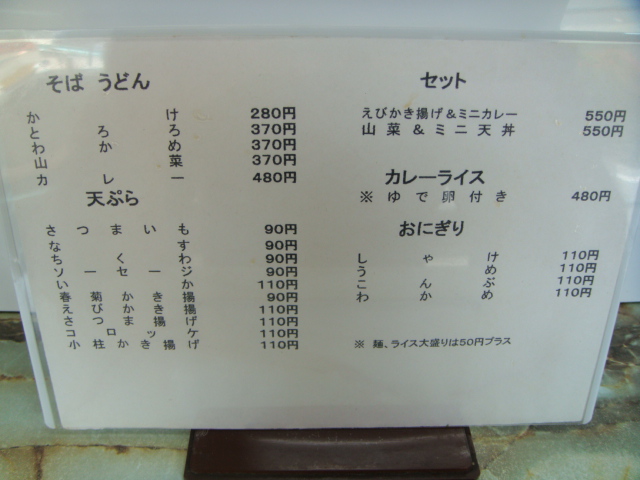 そば うどん
かけ 280円
とろろ 370円
わかめ 370円
山菜 370円
カレー 480円
天ぷら
さつまいも 90円
なす 90円
ちくわ 90円
ソーセージ 90円
いか 110円
春菊かき揚 90円
えびかき揚 110円
さつま揚げ 110円
コロッケ 110円
小柱かき揚げ 110円
セット
えびかき揚げ&ミニカレー 550円
山菜&ミニ天丼 550円
カレーライス
※ ゆで卵付き 480円
おにぎり
しゃけ 110円
うめ 110円
こんぶ 110円
わかめ 110円
※ 麺、ライス大盛りは50円プラス